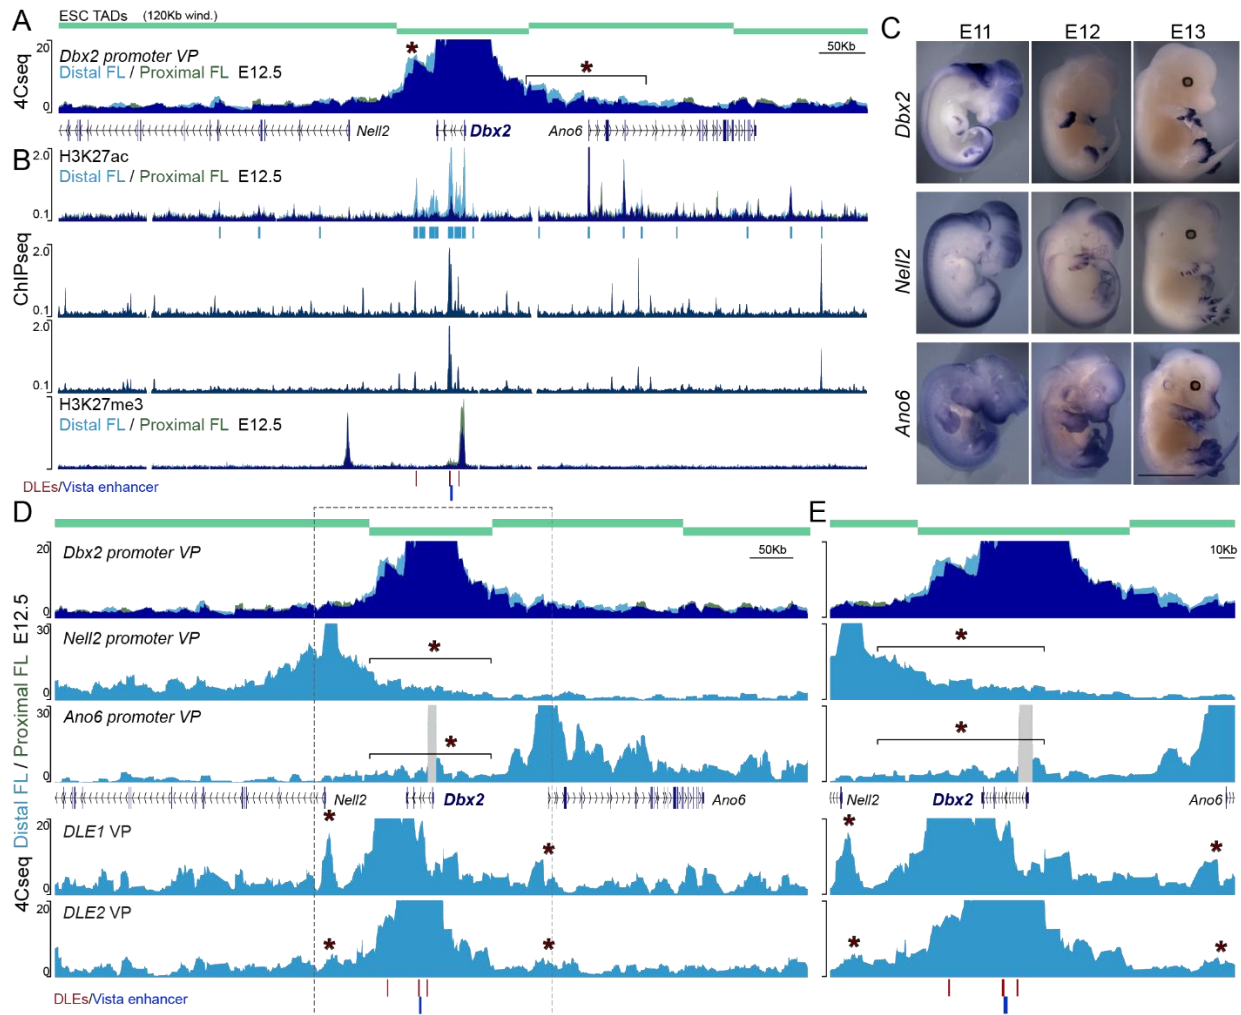 A
ESC TADs (120Kb wind.)
20
Dbx2 promoter VP
Distal FL / Proximal FL E12.5
50Kb
4Cseq
0
Nell2
Dbx2
Ano6
B
2.0
H3K27ac
Distal FL / Proximal FL E12.5
0.1
ChIPseq
2.0
0.1
2.0
0.1
H3K27me3
Distal FL / Proximal FL E12.5
DLEs/Vista enhancer
C
E11
E12
E13
Dbx2
Nell2
Ano6
D
20
Dbx2 promoter VP
50Kb
0
30
Nell2 promoter VP
*
0
30
Ano6 promoter VP
*
0
Nell2
Dbx2
Ano6
20
DLE1 VP
*
*
0
20
DLE2 VP
*
*
0
4Cseq Distal FL / Proximal FL E12.5
DLEs/Vista enhancer
E
10Kb
*
*
Nell2
Dbx2
Ano6
*
*
*
*